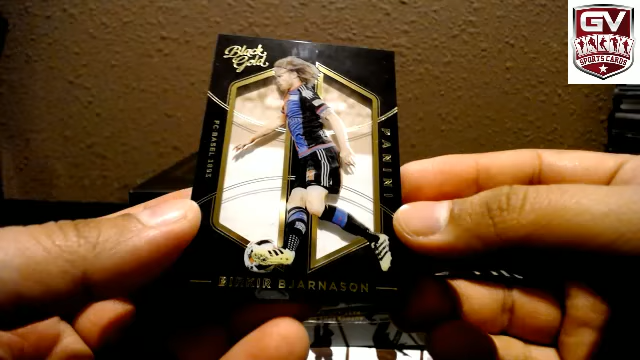 GV
SPORTS CARDS
Black
Gold
FC BASEL 1893
PANINI
BIRKIR BJARNASON